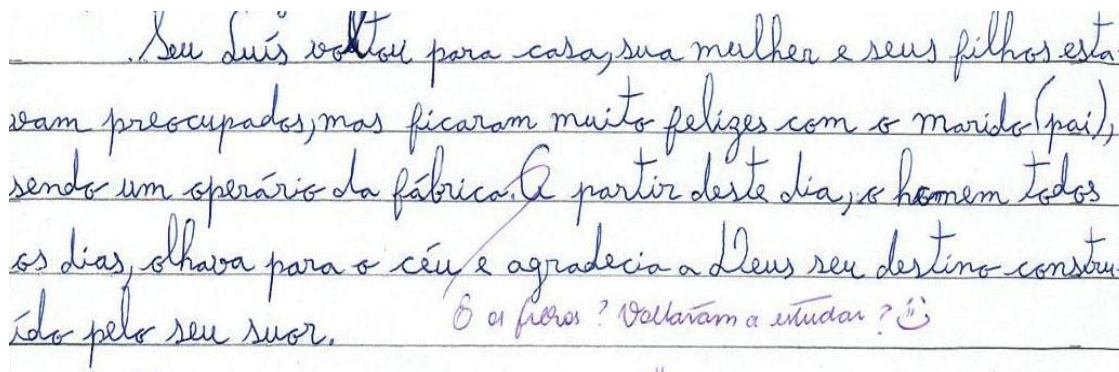 Seu Luís voltou para casa, sua mulher e seus filhos esta
vam preocupados, mas ficaram muito felizes com o marido (pai),
sendo um operário da fábrica. A partir deste dia, o homem todos
os dias, olhava para o céu e agradecia a Deus seu destino constru-
ído pelo seu suor.
E os filhos? Voltaram a estudar?